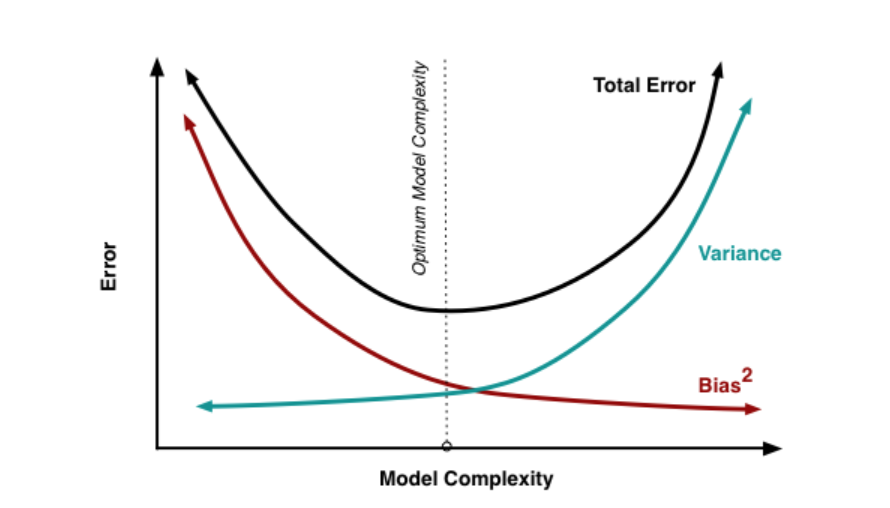 Total Error
Optimum Model Complexity
Error
Variance
Bias²
Model Complexity